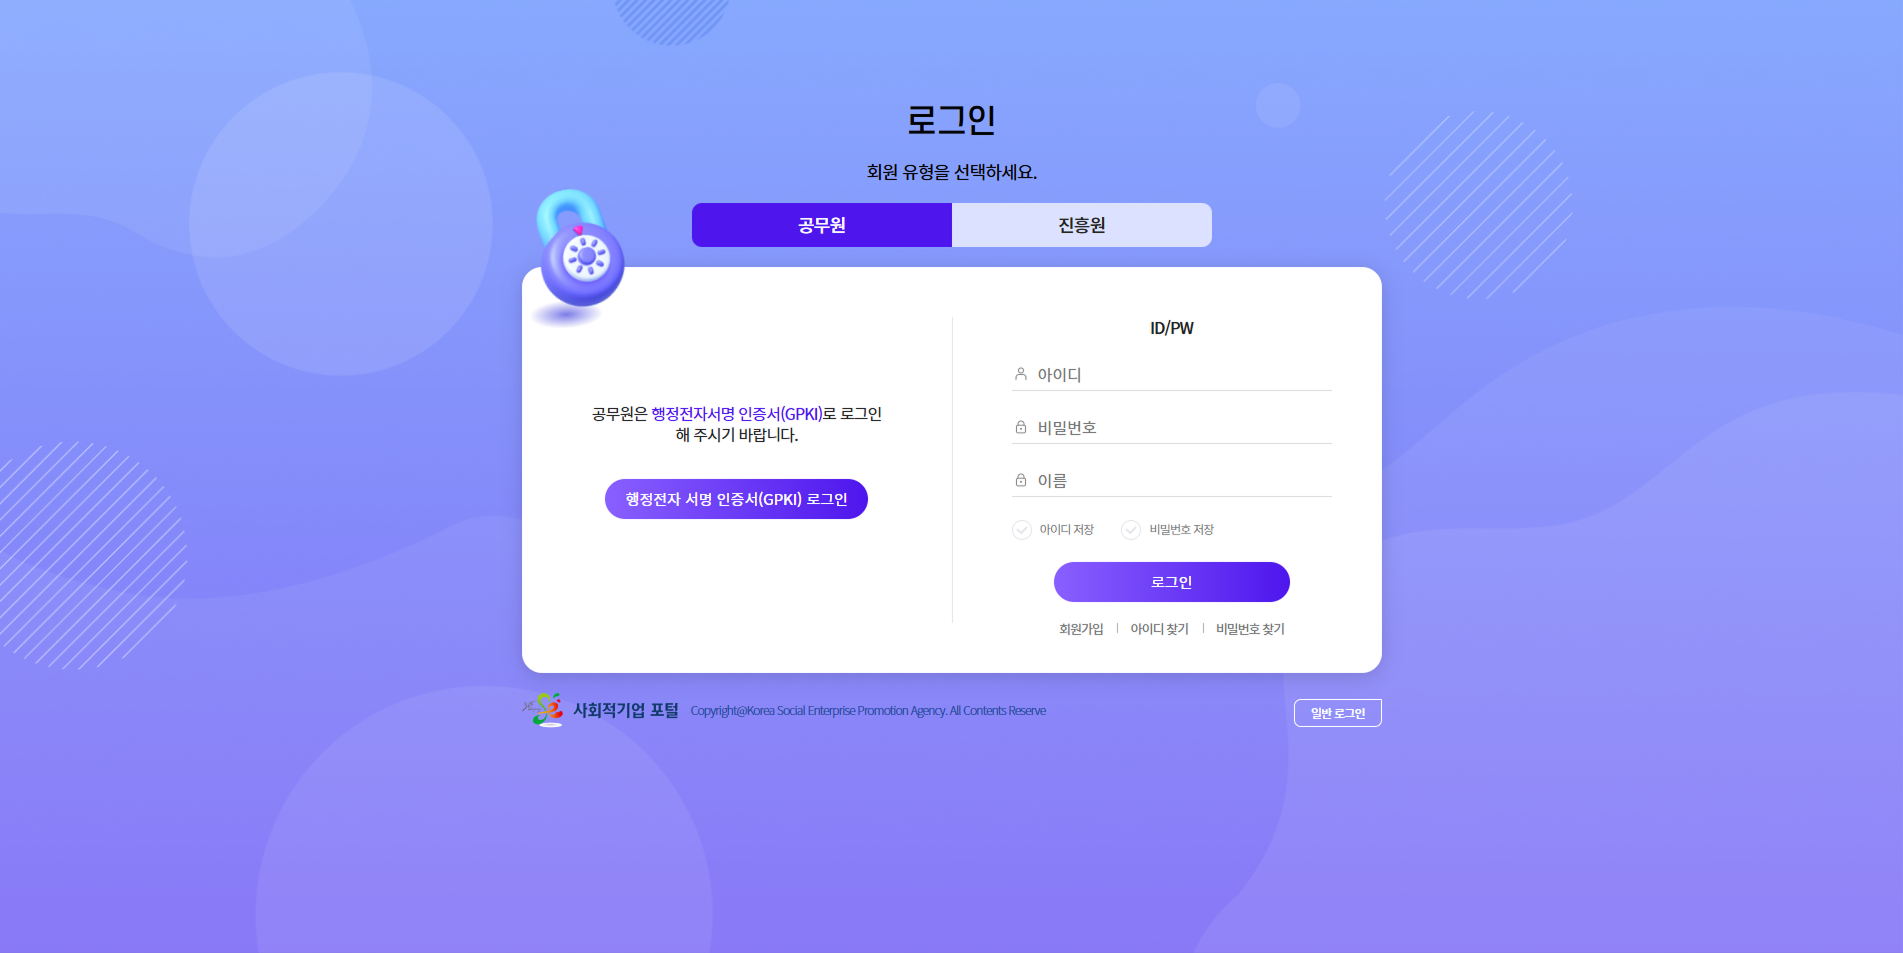 로그인
회원 유형을 선택하세요.
공무원
진흥원
공무원은 행정전자서명 인증서(GPKI)로 로그인
해 주시기 바랍니다.
행정전자 서명 인증서(GPKI) 로그인
ID/PW
아이디
비밀번호
이름
아이디 저장
비밀번호 저장
로그인
회원가입
아이디 찾기
비밀번호 찾기
사회적기업 포털
Copyright@Korea Social Enterprise Promotion Agency. All Contents Reserve
일반 로그인